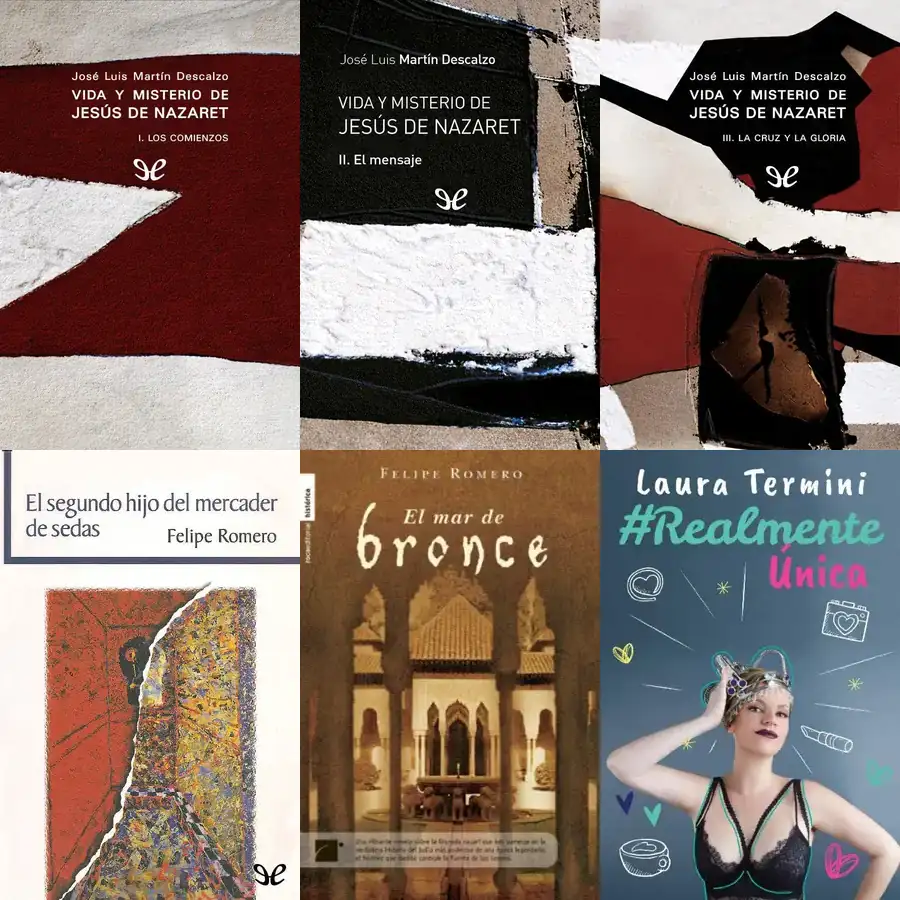 José Luis Martín Descalzo
VIDA Y MISTERIO DE
JESÚS DE NAZARET
I. LOS COMIENZOS
José Luis Martín Descalzo
VIDA Y MISTERIO DE
JESÚS DE NAZARET
II. El mensaje
José Luis Martín Descalzo
VIDA Y MISTERIO DE
JESÚS DE NAZARET
III. LA CRUZ Y LA GLORIA
El segundo hijo del mercader
de sedas
Felipe Romero
FELIPE ROMERO
histórica
rocaeditorial
El mar de
bronce
Laura Termini
#Realmente
Única